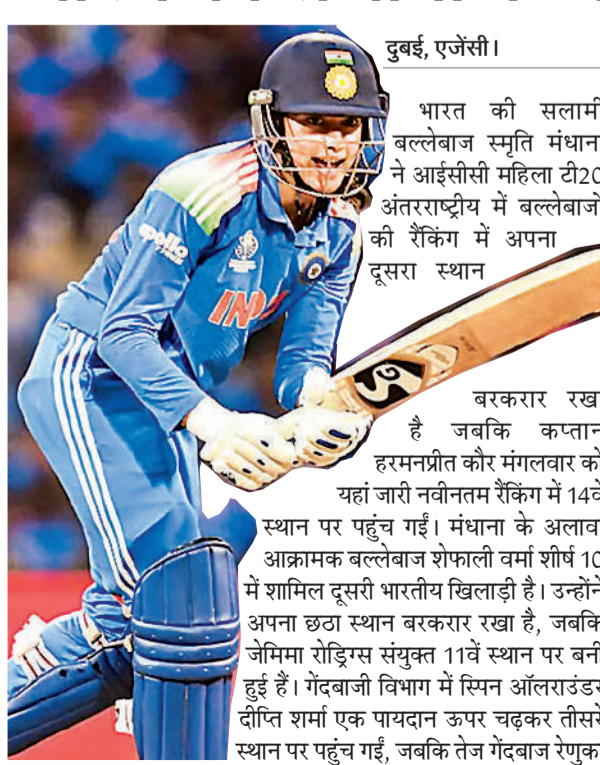 दुबई, एजेंसी।
भारत की सलामी
बल्लेबाज स्मृति मंधाना
ने आईसीसी महिला टी20
अंतरराष्ट्रीय में बल्लेबाजों
की रैंकिंग में अपना
दूसरा स्थान
बरकरार रखा
है जबकि कप्तान
हरमनप्रीत कौर मंगलवार को
यहां जारी नवीनतम रैंकिंग में 14वें
स्थान पर पहुंच गईं। मंधाना के अलावा
आक्रामक बल्लेबाज शेफाली वर्मा शीर्ष 10
में शामिल दूसरी भारतीय खिलाड़ी है। उन्होंने
अपना छठा स्थान बरकरार रखा है, जबकि
जेमिमा रोड्रिग्स संयुक्त 11वें स्थान पर बनी
हुई हैं। गेंदबाजी विभाग में स्पिन ऑलराउंडर
दीप्ति शर्मा एक पायदान ऊपर चढ़कर तीसरे
स्थान पर पहुंच गईं, जबकि तेज गेंदबाज रेणुका
apollo
INDIA
SG